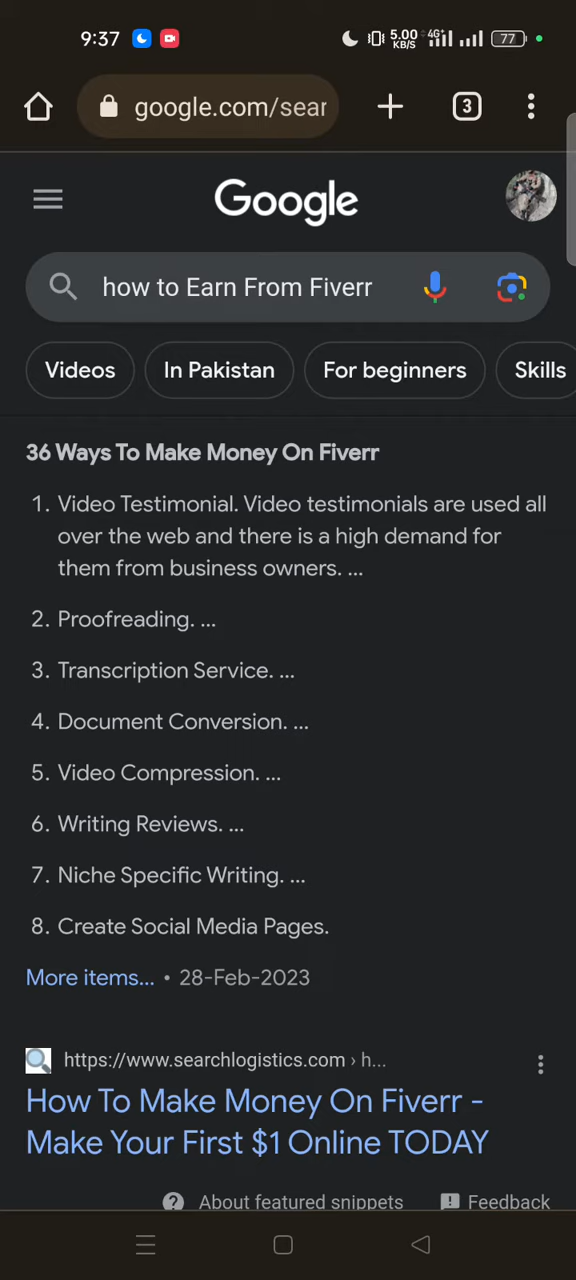 9:37 5.00 KB/S 4G 77
google.com/sear 3
Google
how to Earn From Fiverr
Videos In Pakistan For beginners Skills
36 Ways To Make Money On Fiverr
1. Video Testimonial. Video testimonials are used all
over the web and there is a high demand for
them from business owners. ...
2. Proofreading. ...
3. Transcription Service. ...
4. Document Conversion. ...
5. Video Compression. ...
6. Writing Reviews. ...
7. Niche Specific Writing. ...
8. Create Social Media Pages.
More items... • 28-Feb-2023
https://www.searchlogistics.com › h...
How To Make Money On Fiverr -
Make Your First $1 Online TODAY
About featured snippets Feedback